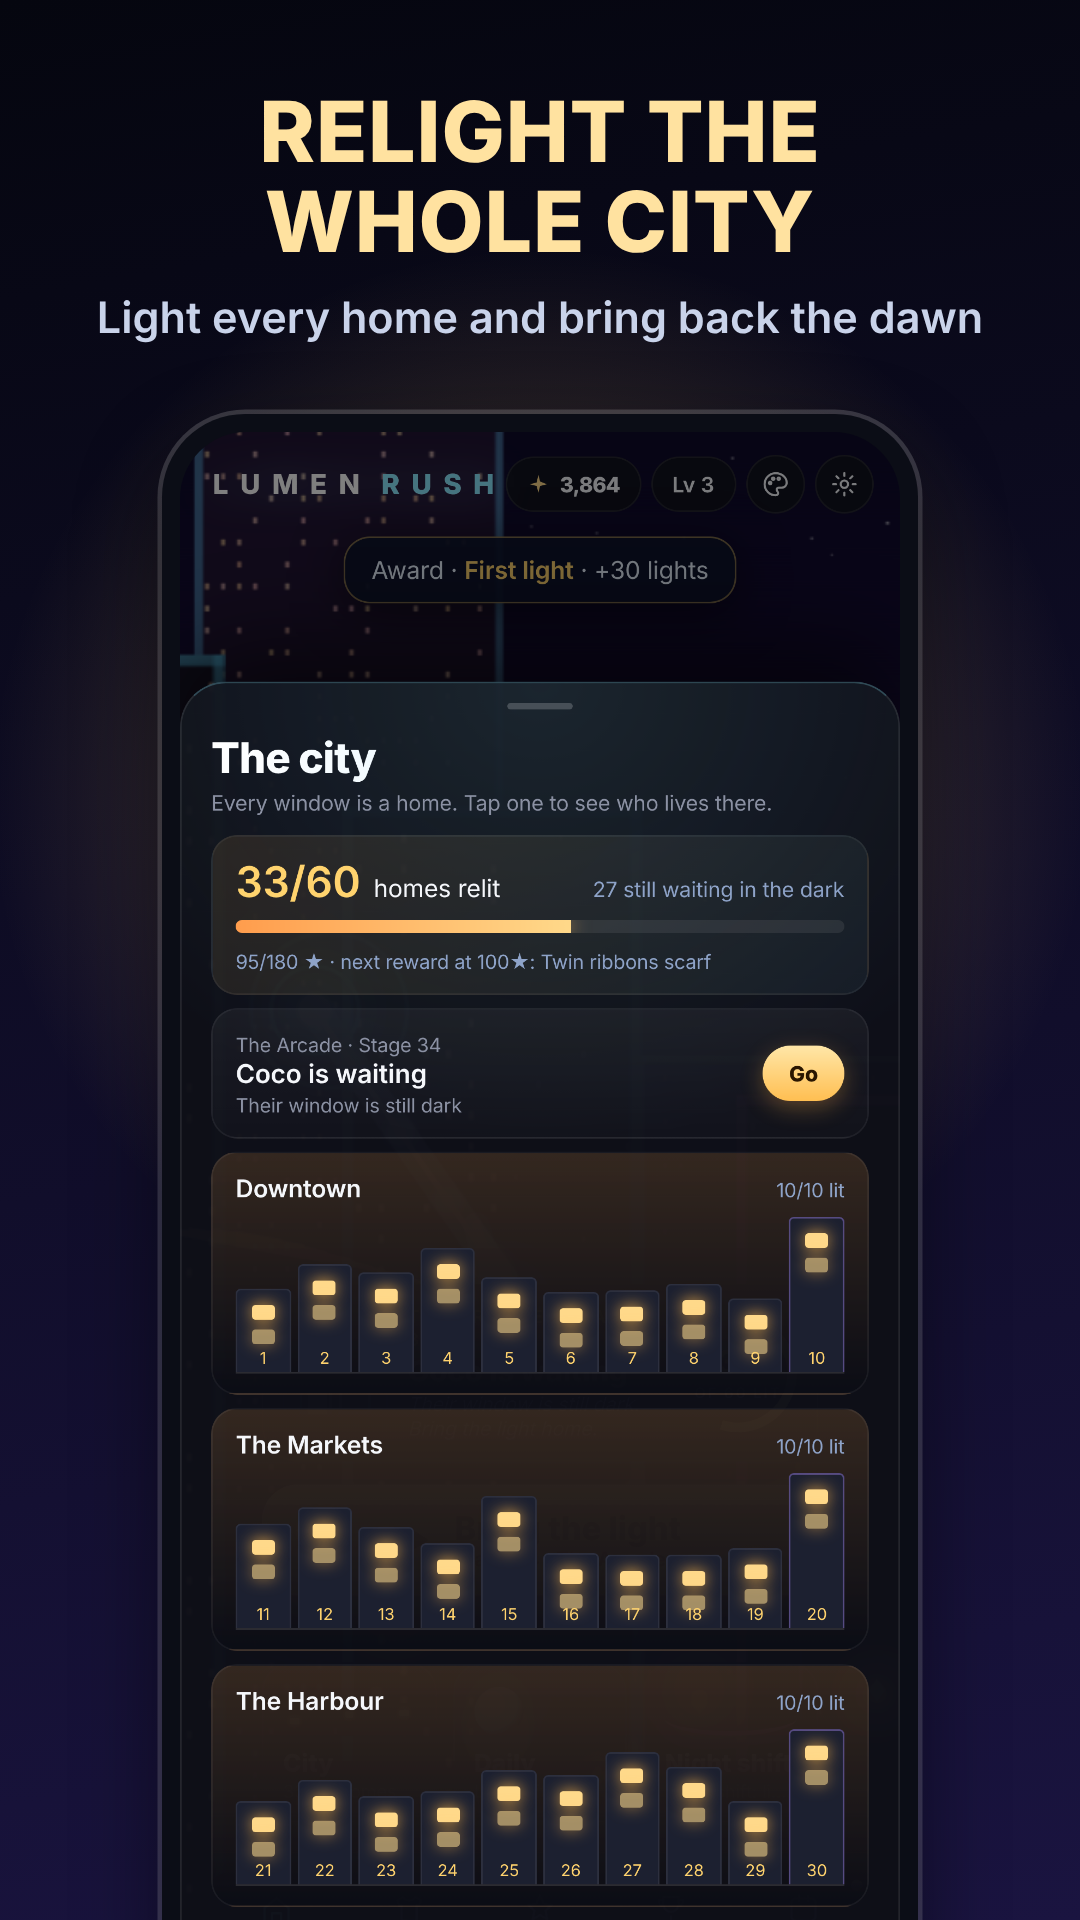 RELIGHT THE
WHOLE CITY
Light every home and bring back the dawn
LUMEN RUSH
3,864
Lv 3
Award · First light · +30 lights
The city
Every window is a home. Tap one to see who lives there.
33/60 homes relit
27 still waiting in the dark
95/180 ★ · next reward at 100★: Twin ribbons scarf
The Arcade · Stage 34
Coco is waiting
Their window is still dark
Go
Downtown
10/10 lit
1 2 3 4 5 6 7 8 9 10
The Markets
10/10 lit
11 12 13 14 15 16 17 18 19 20
The Harbour
10/10 lit
21 22 23 24 25 26 27 28 29 30